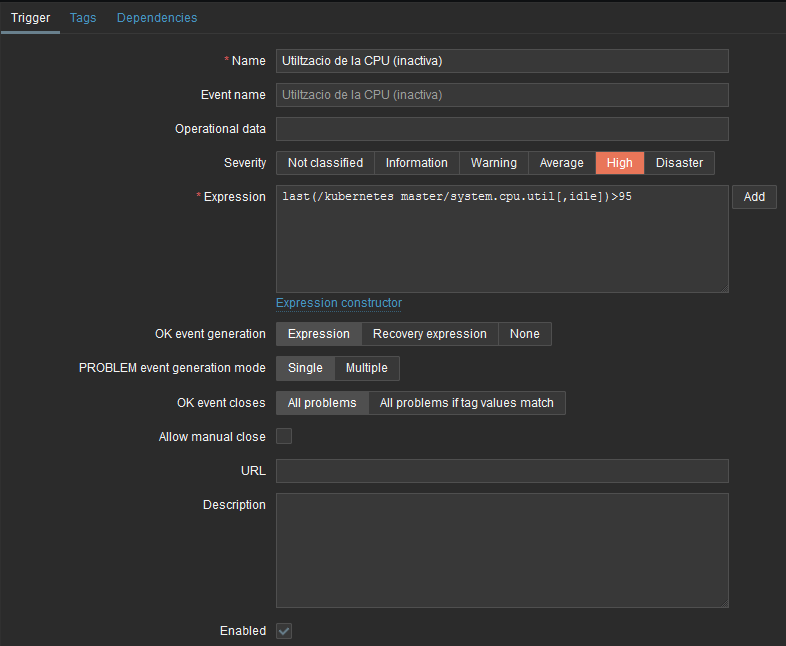 Trigger Tags Dependencies
* Name Utiltzacio de la CPU (inactiva)
Event name Utiltzacio de la CPU (inactiva)
Operational data
Severity Not classified Information Warning Average High Disaster
* Expression last(/kubernetes master/system.cpu.util[,idle])>95 Add
Expression constructor
OK event generation Expression Recovery expression None
PROBLEM event generation mode Single Multiple
OK event closes All problems All problems if tag values match
Allow manual close
URL
Description
Enabled